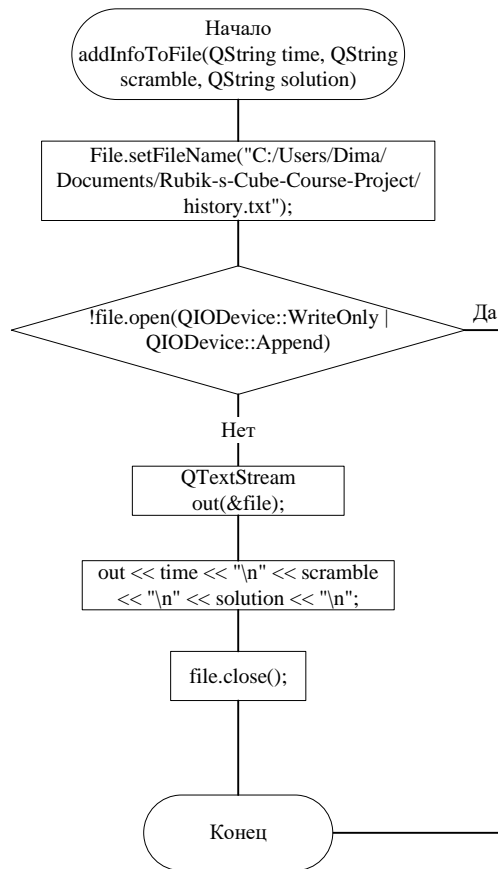 Начало
addInfoToFile(QString time, QString
scramble, QString solution)
File.setFileName("C:/Users/Dima/
Documents/Rubik-s-Cube-Course-Project/
history.txt");
!file.open(QIODevice::WriteOnly |
QIODevice::Append)
Да
Нет
QTextStream
out(&file);
out << time << "\n" << scramble
<< "\n" << solution << "\n";
file.close();
Конец